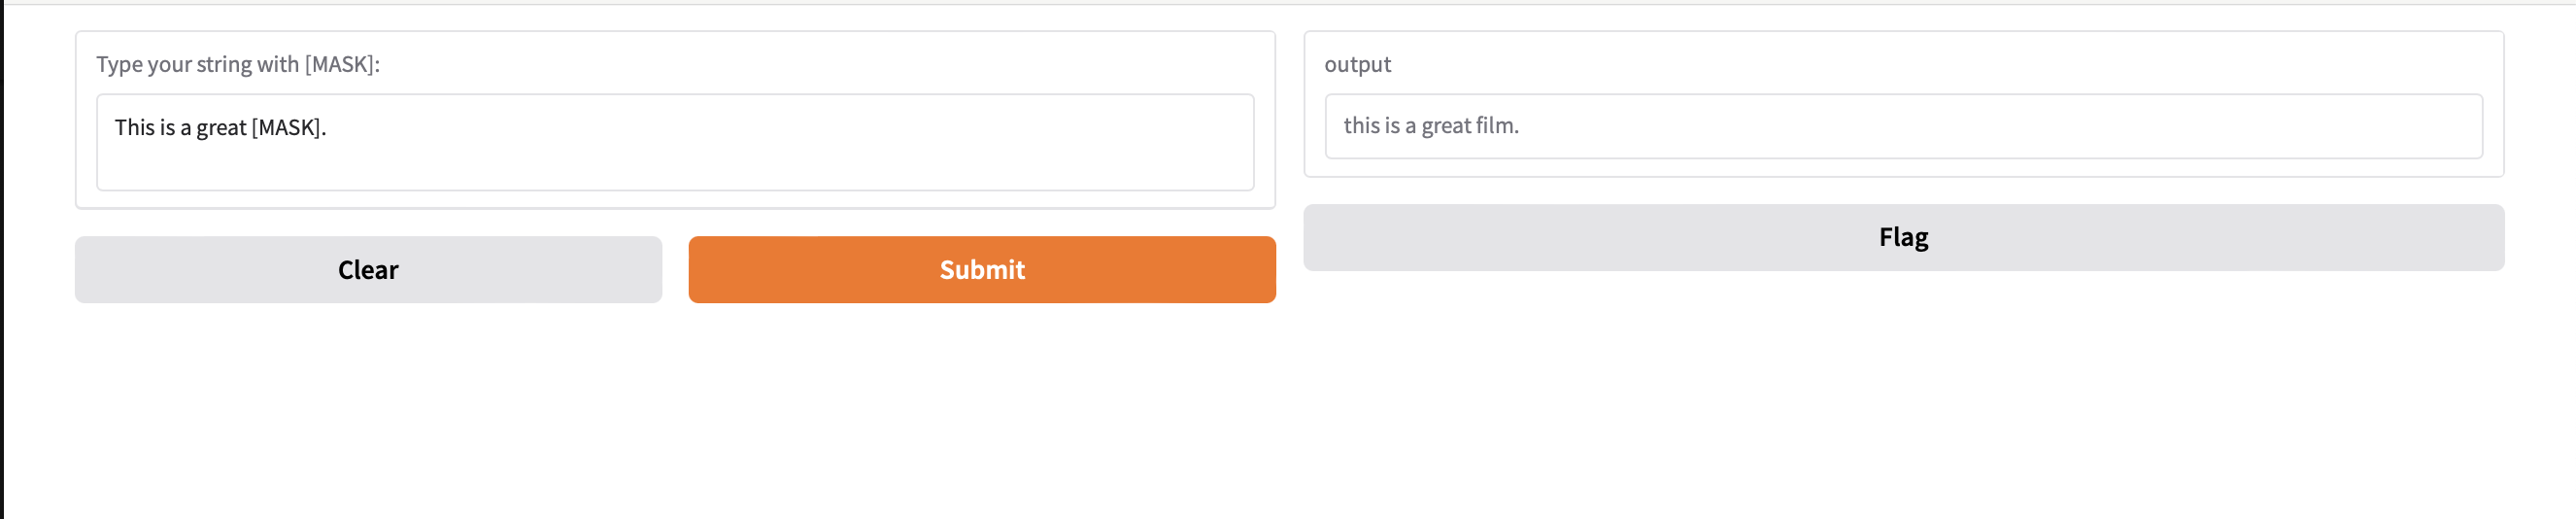 Type your string with [MASK]:
This is a great [MASK].
Clear
Submit
output
this is a great film.
Flag